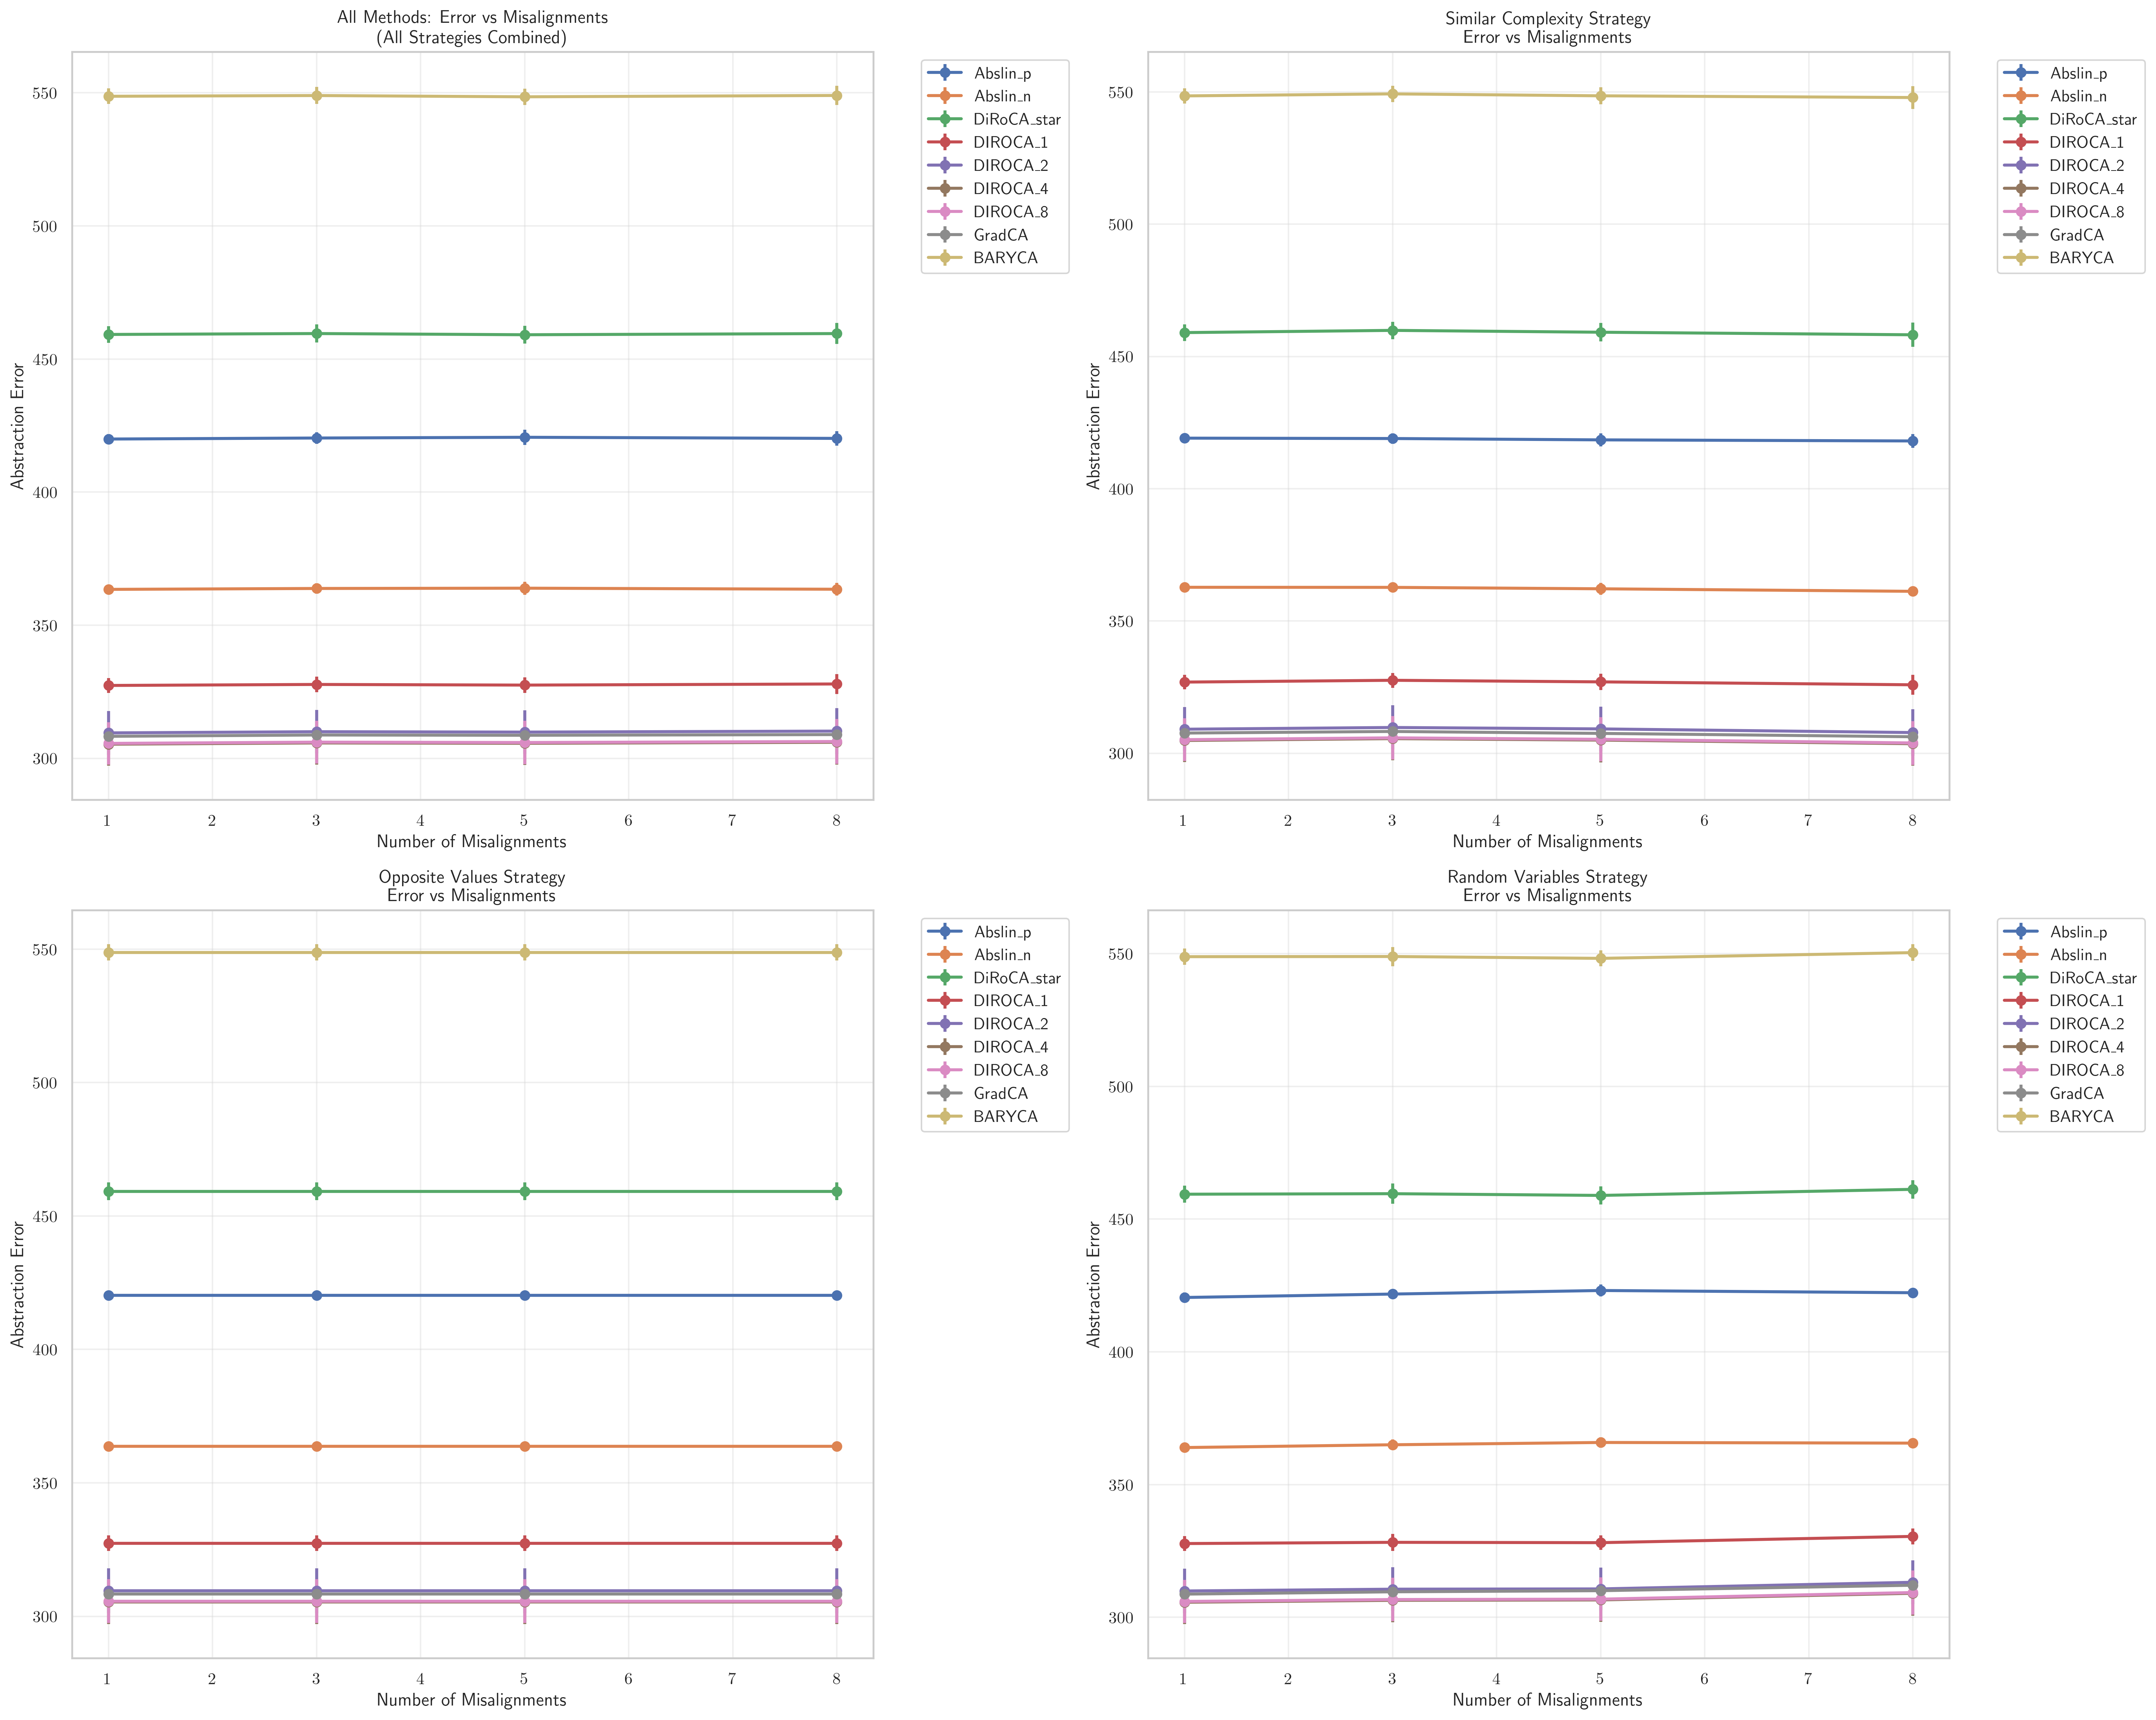 All Methods: Error vs Misalignments
(All Strategies Combined)
Abstraction Error
550
500
450
400
350
300
1 2 3 4 5 6 7 8
Number of Misalignments
Abslin_p
Abslin_n
DiRoCA_star
DIROCA_1
DIROCA_2
DIROCA_4
DIROCA_8
GradCA
BARYCA
Similar Complexity Strategy
Error vs Misalignments
Abstraction Error
550
500
450
400
350
300
1 2 3 4 5 6 7 8
Number of Misalignments
Abslin_p
Abslin_n
DiRoCA_star
DIROCA_1
DIROCA_2
DIROCA_4
DIROCA_8
GradCA
BARYCA
Opposite Values Strategy
Error vs Misalignments
Abstraction Error
550
500
450
400
350
300
1 2 3 4 5 6 7 8
Number of Misalignments
Abslin_p
Abslin_n
DiRoCA_star
DIROCA_1
DIROCA_2
DIROCA_4
DIROCA_8
GradCA
BARYCA
Random Variables Strategy
Error vs Misalignments
Abstraction Error
550
500
450
400
350
300
1 2 3 4 5 6 7 8
Number of Misalignments
Abslin_p
Abslin_n
DiRoCA_star
DIROCA_1
DIROCA_2
DIROCA_4
DIROCA_8
GradCA
BARYCA